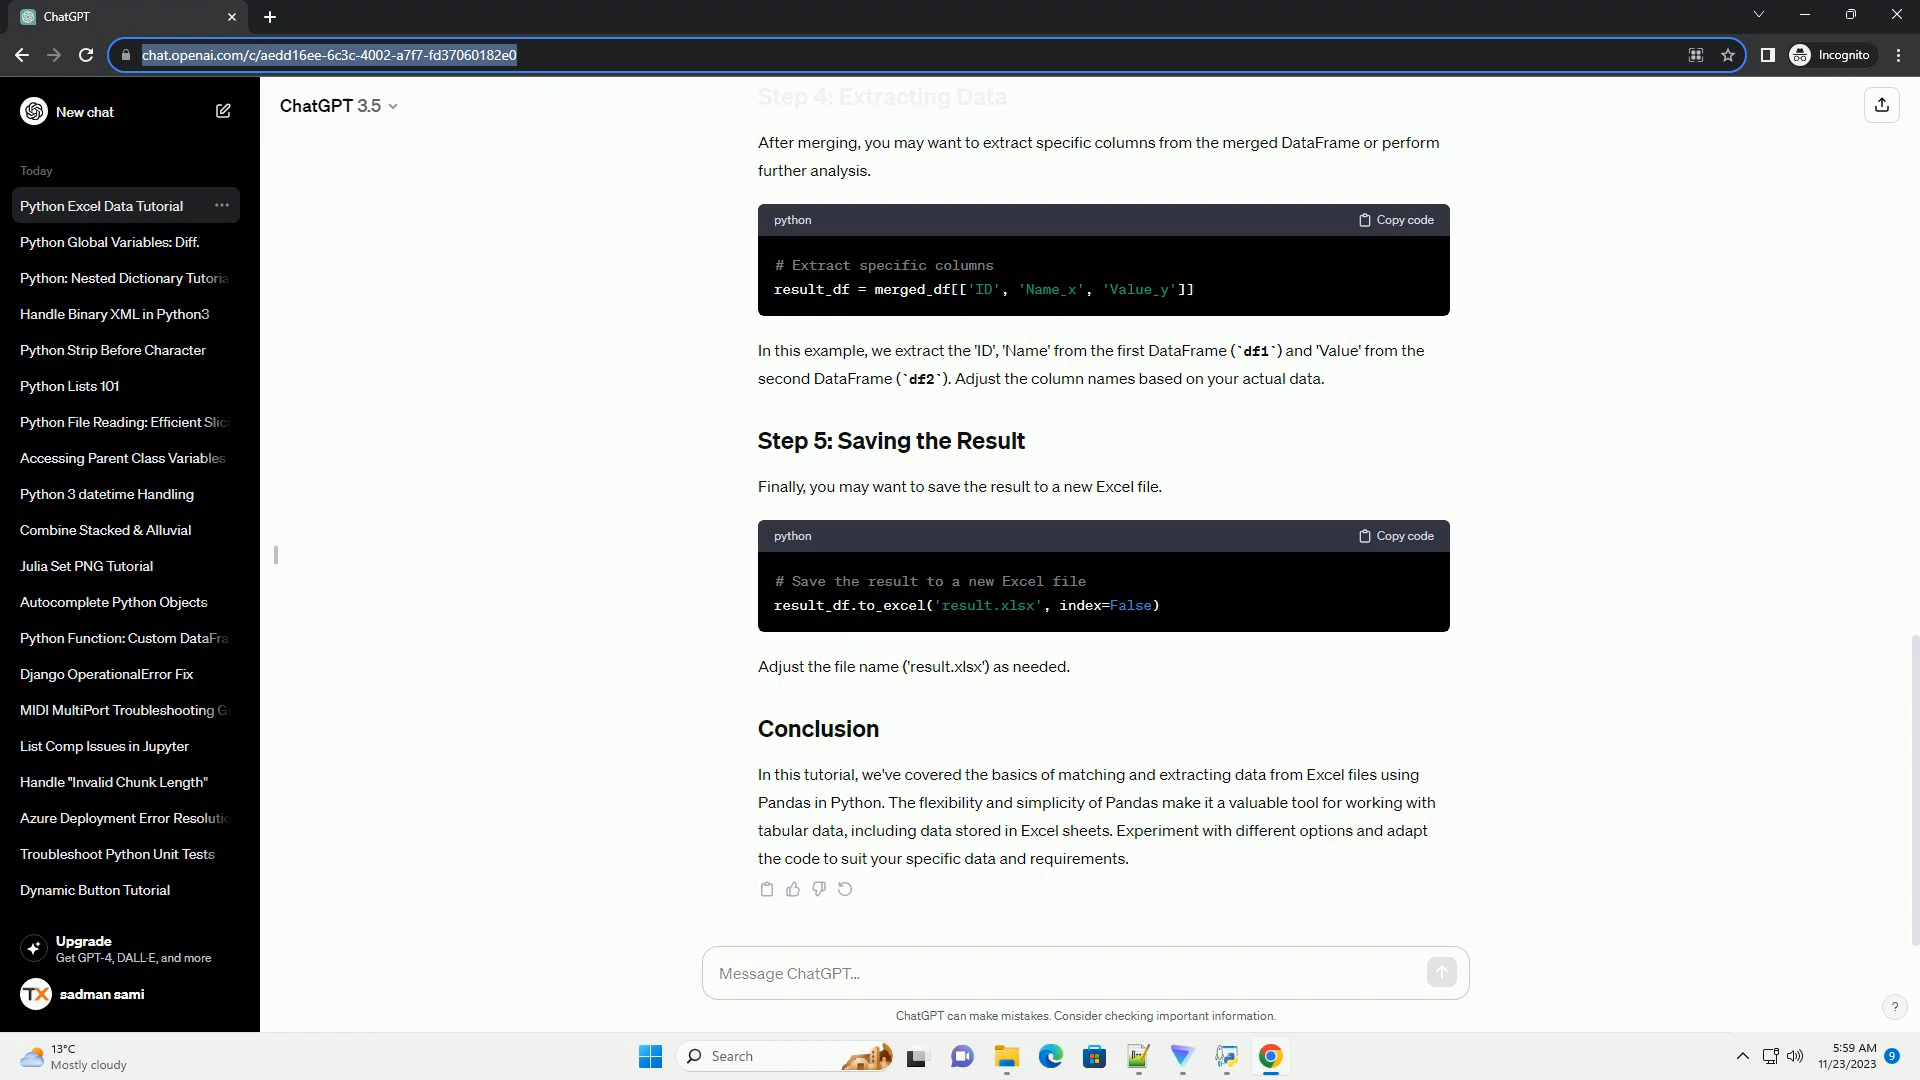 ChatGPT
chat.openai.com/c/aedd16ee-6c3c-4002-a7f7-fd37060182e0
Incognito
New chat
Today
Python Excel Data Tutorial
Python Global Variables: Diff.
Python: Nested Dictionary Tutoria
Handle Binary XML in Python3
Python Strip Before Character
Python Lists 101
Python File Reading: Efficient Slic
Accessing Parent Class Variables
Python 3 datetime Handling
Combine Stacked & Alluvial
Julia Set PNG Tutorial
Autocomplete Python Objects
Python Function: Custom DataFra
Django OperationalError Fix
MIDI MultiPort Troubleshooting G
List Comp Issues in Jupyter
Handle "Invalid Chunk Length"
Azure Deployment Error Resolutio
Troubleshoot Python Unit Tests
Dynamic Button Tutorial
Upgrade
Get GPT-4, DALL·E, and more
TX sadman sami
ChatGPT 3.5
Step 4: Extracting Data
After merging, you may want to extract specific columns from the merged DataFrame or perform
further analysis.
python Copy code
# Extract specific columns
result_df = merged_df[['ID', 'Name_x', 'Value_y']]
In this example, we extract the 'ID', 'Name' from the first DataFrame (`df1`) and 'Value' from the
second DataFrame (`df2`). Adjust the column names based on your actual data.
Step 5: Saving the Result
Finally, you may want to save the result to a new Excel file.
python Copy code
# Save the result to a new Excel file
result_df.to_excel('result.xlsx', index=False)
Adjust the file name ('result.xlsx') as needed.
Conclusion
In this tutorial, we've covered the basics of matching and extracting data from Excel files using
Pandas in Python. The flexibility and simplicity of Pandas make it a valuable tool for working with
tabular data, including data stored in Excel sheets. Experiment with different options and adapt
the code to suit your specific data and requirements.
Message ChatGPT...
ChatGPT can make mistakes. Consider checking important information.
?
13°C
Mostly cloudy
Search
5:59 AM
11/23/2023
9